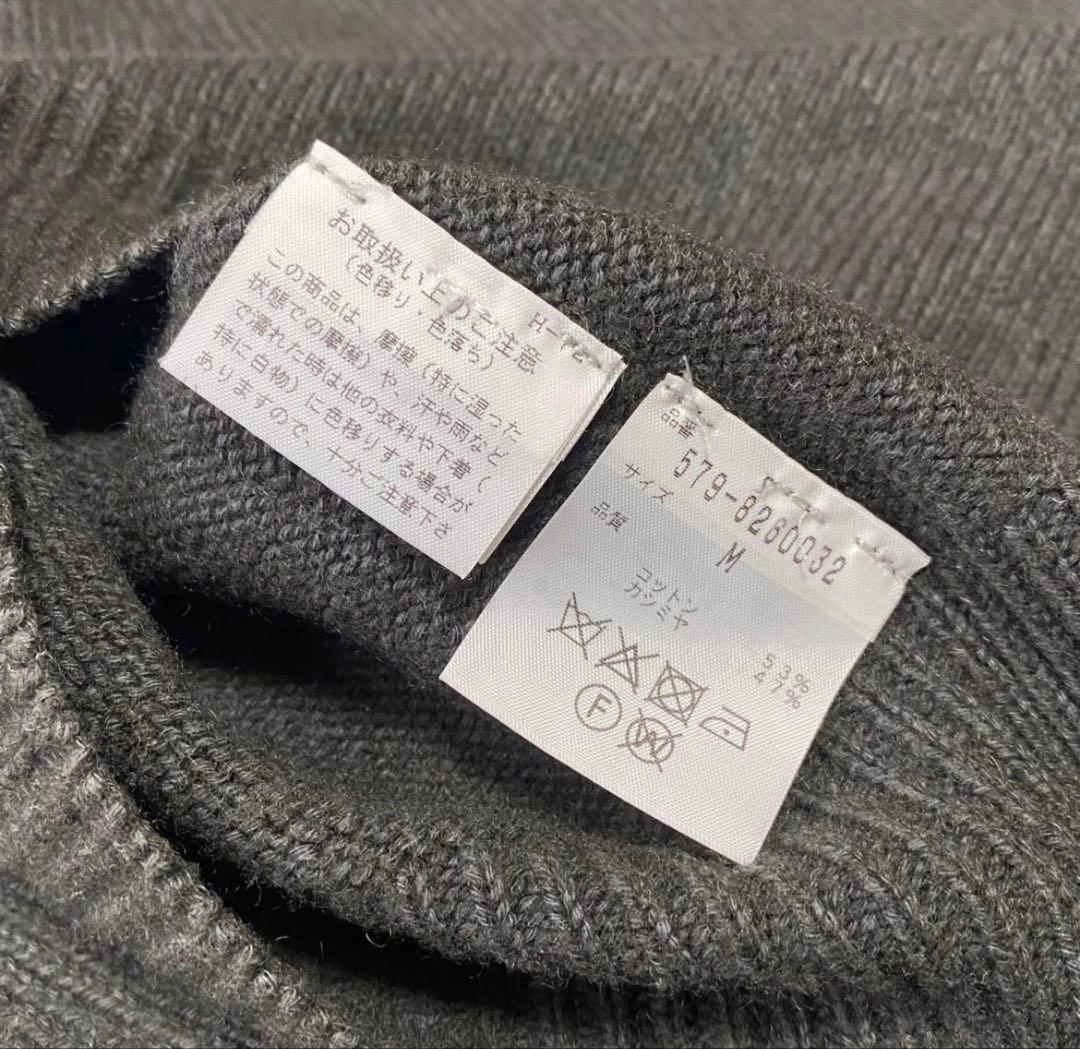 H-72
お取扱い上のご注意
（色移り・色落ち）
この商品は、摩擦（特に湿った
状態での摩擦）や、汗や雨など
で濡れた時は他の衣料や下着（
特に白物）に色移りする場合が
ありますので、十分ご注意下さ
品番
579-8280032
サイズ M
品質
コットン 53%
カシミヤ 47%
F
W